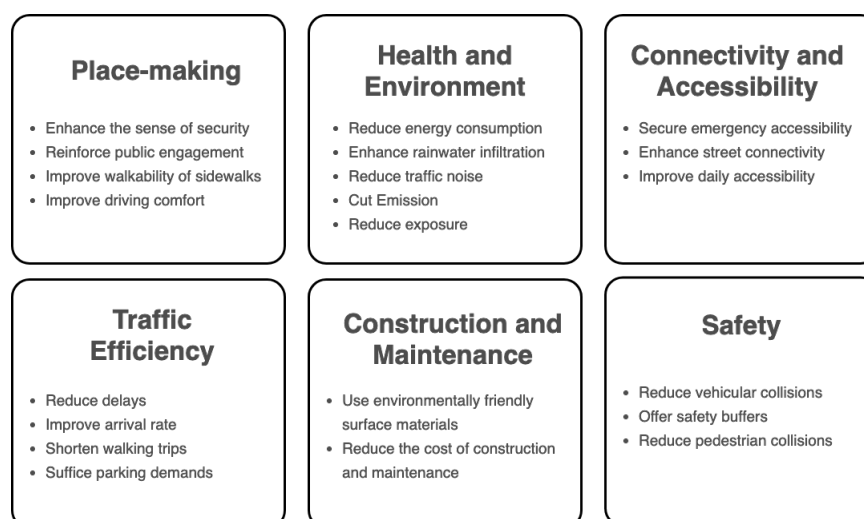 Place-making
• Enhance the sense of security
• Reinforce public engagement
• Improve walkability of sidewalks
• Improve driving comfort
Health and
Environment
• Reduce energy consumption
• Enhance rainwater infiltration
• Reduce traffic noise
• Cut Emission
• Reduce exposure
Connectivity and
Accessibility
• Secure emergency accessibility
• Enhance street connectivity
• Improve daily accessibility
Traffic
Efficiency
• Reduce delays
• Improve arrival rate
• Shorten walking trips
• Suffice parking demands
Construction and
Maintenance
• Use environmentally friendly
surface materials
• Reduce the cost of construction
and maintenance
Safety
• Reduce vehicular collisions
• Offer safety buffers
• Reduce pedestrian collisions